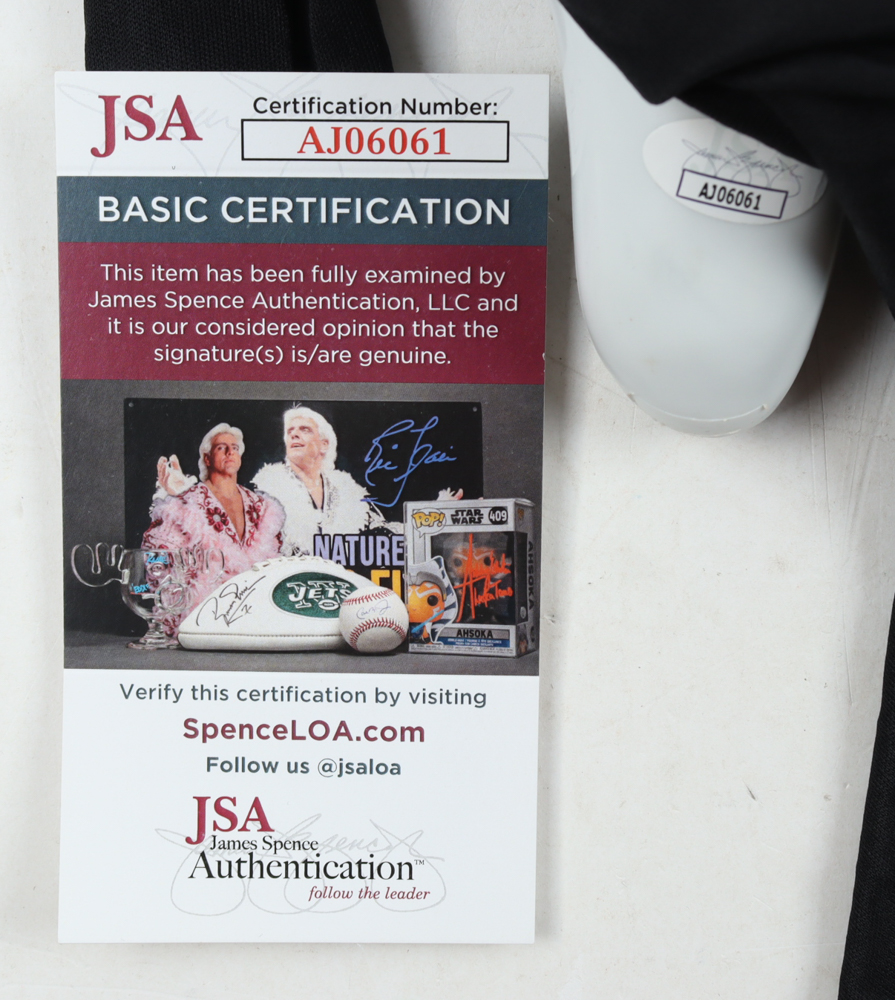 JSA
Certification Number:
AJ06061
BASIC CERTIFICATION
This item has been fully examined by
James Spence Authentication, LLC and
it is our considered opinion that the
signature(s) is/are genuine.
NATURE
JETS
POP!
STAR
WARS
409
AHSOKA
AHSOKA
Verify this certification by visiting
SpenceLOA.com
Follow us @jsaloa
JSA
James Spence
Authentication™
follow the leader
AJ06061